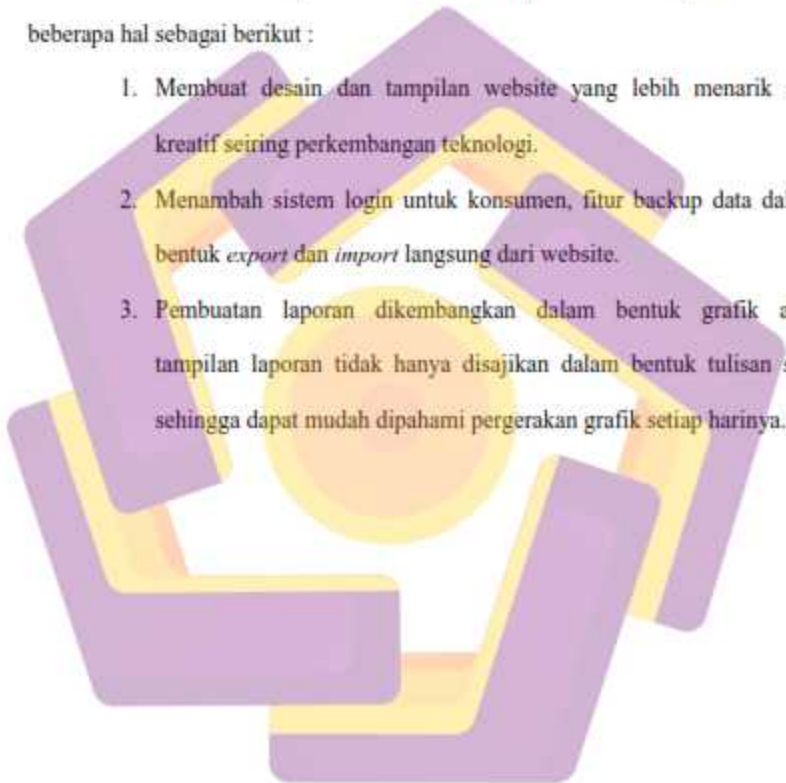 beberapa hal sebagai berikut :
1. Membuat desain dan tampilan website yang lebih menarik
kreatif seiring perkembangan teknologi.
2. Menambah sistem login untuk konsumen, fitur backup data
bentuk export dan import langsung dari website.
3. Pembuatan laporan dikembangkan dalam bentuk grafik
tampilan laporan tidak hanya disajikan dalam bentuk tulisan
sehingga dapat mudah dipahami pergerakan grafik setiap harinya.